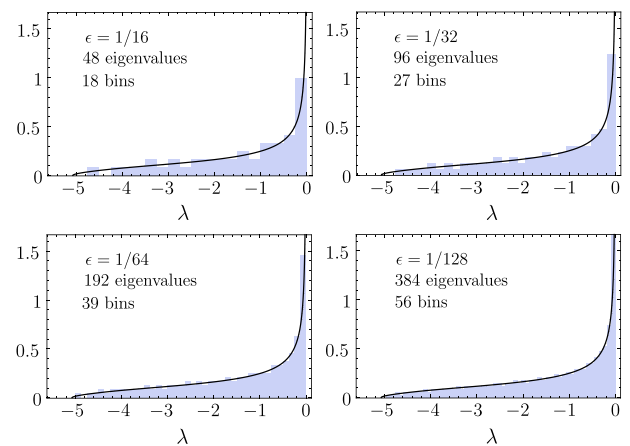 1.5
1
0.5
0
ϵ = 1/16
48 eigenvalues
18 bins
−5 −4 −3 −2 −1 0
λ
1.5
1
0.5
0
ϵ = 1/32
96 eigenvalues
27 bins
−5 −4 −3 −2 −1 0
λ
1.5
1
0.5
0
ϵ = 1/64
192 eigenvalues
39 bins
−5 −4 −3 −2 −1 0
λ
1.5
1
0.5
0
ϵ = 1/128
384 eigenvalues
56 bins
−5 −4 −3 −2 −1 0
λ